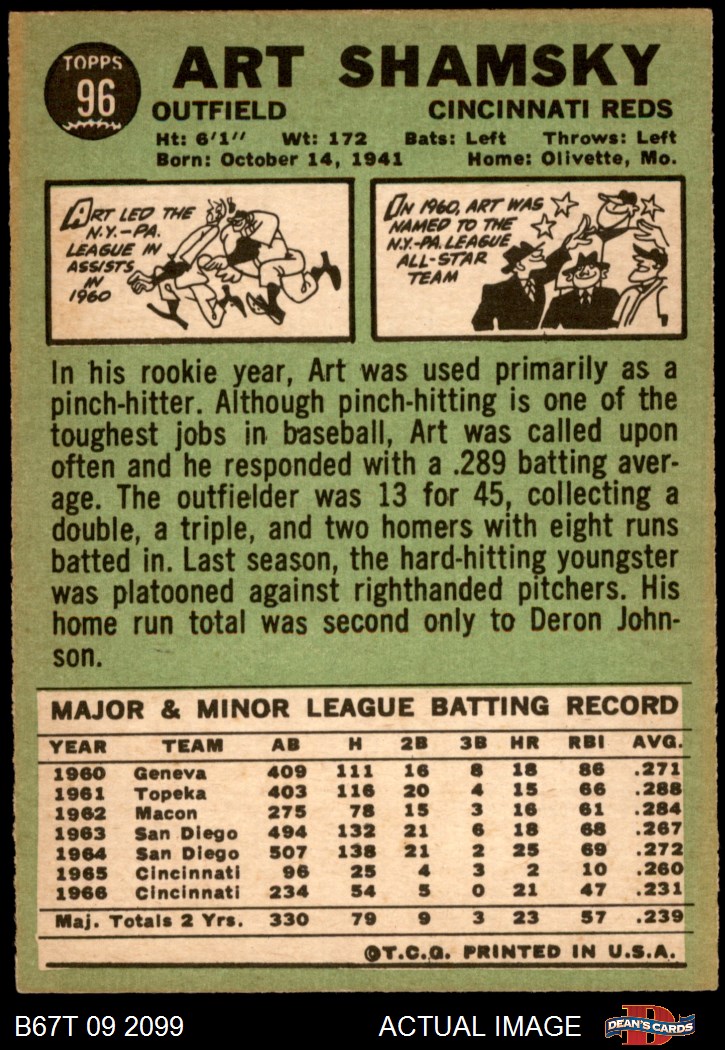 TOPPS
96
ART SHAMSKY
OUTFIELD CINCINNATI REDS
Ht: 6'1" Wt: 172 Bats: Left Throws: Left
Born: October 14, 1941 Home: Olivette, Mo.
ART LED THE
N.Y.-PA.
LEAGUE IN
ASSISTS
IN
1960
IN 1960, ART WAS
NAMED TO THE
N.Y.-PA. LEAGUE
ALL-STAR
TEAM
In his rookie year, Art was used primarily as a
pinch-hitter. Although pinch-hitting is one of the
toughest jobs in baseball, Art was called upon
often and he responded with a .289 batting aver-
age. The outfielder was 13 for 45, collecting a
double, a triple, and two homers with eight runs
batted in. Last season, the hard-hitting youngster
was platooned against righthanded pitchers. His
home run total was second only to Deron John-
son.
MAJOR & MINOR LEAGUE BATTING RECORD
YEAR TEAM AB H 2B 3B HR RBI AVG.
1960 Geneva 409 111 16 8 18 86 .271
1961 Topeka 403 116 20 4 15 66 .288
1962 Macon 275 78 15 3 16 61 .284
1963 San Diego 494 132 21 6 18 68 .267
1964 San Diego 507 138 21 2 25 69 .272
1965 Cincinnati 96 25 4 3 2 10 .260
1966 Cincinnati 234 54 5 0 21 47 .231
Maj. Totals 2 Yrs. 330 79 9 3 23 57 .239
©T.C.G. PRINTED IN U.S.A.
B67T 09 2099 ACTUAL IMAGE
D
DEAN'S CARDS